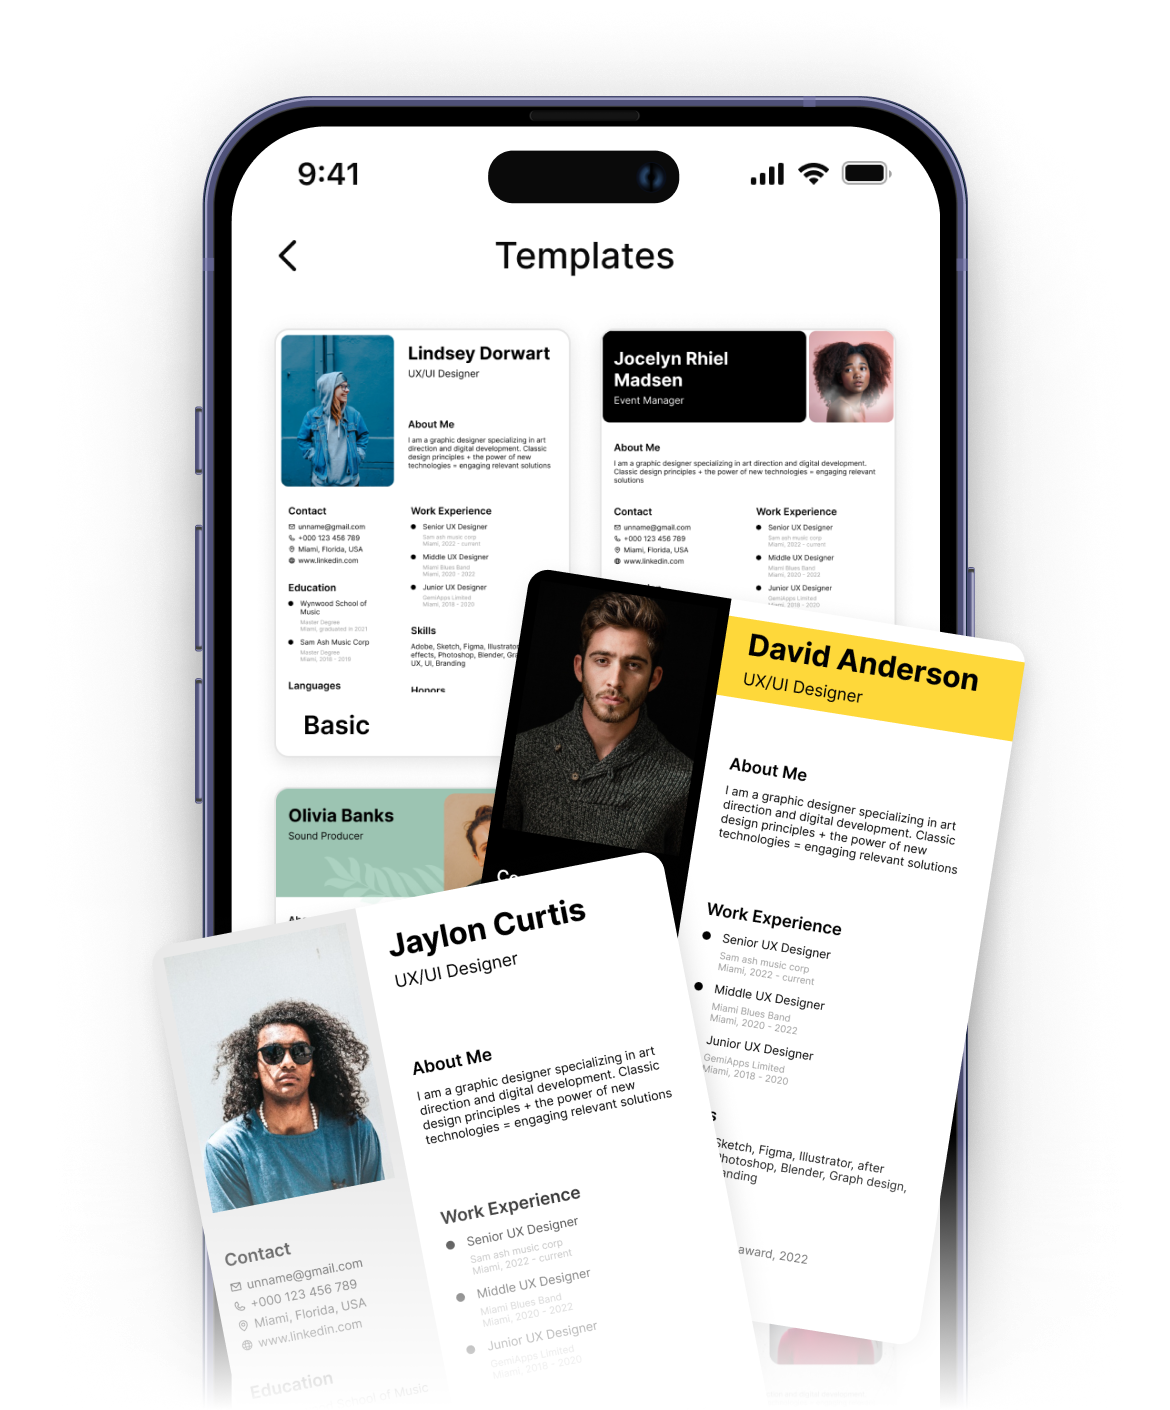 9:41
Templates
Lindsey Dorwart
UX/UI Designer
About Me
I am a graphic designer specializing in art
direction and digital development. Classic
design principles + the power of new
technologies = engaging relevant solutions
Contact
unname@gmail.com
+000 123 456 789
Miami, Florida, USA
www.linkedin.com
Education
Wynwood School of
Music
Master Degree
Miami, graduated in 2021
Sam Ash Music Corp
Master Degree
Miami, 2018 - 2019
Languages
Work Experience
Senior UX Designer
Sam ash music corp
Miami, 2022 - current
Middle UX Designer
Miami Blues Band
Miami, 2020 - 2022
Junior UX Designer
GemiApps Limited
Miami, 2018 - 2020
Skills
Adobe, Sketch, Figma, Illustrator
effects, Photoshop, Blender, Gra
UX, UI, Branding
Honors
Basic
Jocelyn Rhiel
Madsen
Event Manager
About Me
I am a graphic designer specializing in art direction and digital development.
Classic design principles + the power of new technologies = engaging relevant
solutions
Contact
unname@gmail.com
+000 123 456 789
Miami, Florida, USA
www.linkedin.com
Work Experience
Senior UX Designer
Sam ash music corp
Miami, 2022 - current
Middle UX Designer
Miami Blues Band
Miami, 2020 - 2022
Junior UX Designer
GemiApps Limited
Miami, 2018 - 2020
Olivia Banks
Sound Producer
David Anderson
UX/UI Designer
About Me
I am a graphic designer specializing in art
direction and digital development. Classic
design principles + the power of new
technologies = engaging relevant solutions
Co
Work Experience
Senior UX Designer
Sam ash music corp
Miami, 2022 - current
Middle UX Designer
Miami Blues Band
Miami, 2020 - 2022
Junior UX Designer
GemiApps Limited
Miami, 2018 - 2020
s
Sketch, Figma, Illustrator, after
Photoshop, Blender, Graph design,
anding
award, 2022
Jaylon Curtis
UX/UI Designer
About Me
I am a graphic designer specializing in art
direction and digital development. Classic
design principles + the power of new
technologies = engaging relevant solutions
Contact
unname@gmail.com
+000 123 456 789
Miami, Florida, USA
www.linkedin.com
Education
School of Music
Work Experience
Senior UX Designer
Sam ash music corp
Miami, 2022 - current
Middle UX Designer
Miami Blues Band
Miami, 2020 - 2022
Junior UX Designer
GemiApps Limited
Miami, 2018 - 2020